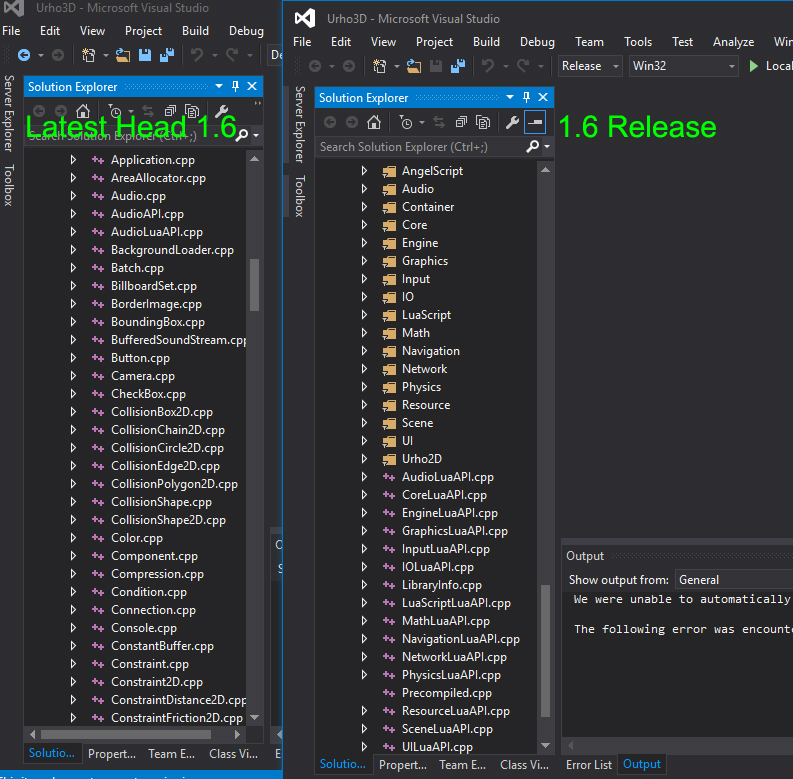 Urho3D - Microsoft Visual Studio
File Edit View Project Build Debug
De
Server Explorer
Toolbox
Solution Explorer
Latest Head 1.6
Search Solution Explorer (Ctrl+;)
Application.cpp
AreaAllocator.cpp
Audio.cpp
AudioAPI.cpp
AudioLuaAPI.cpp
BackgroundLoader.cpp
Batch.cpp
BillboardSet.cpp
BorderImage.cpp
BoundingBox.cpp
BufferedSoundStream.cpp
Button.cpp
Camera.cpp
CheckBox.cpp
CollisionBox2D.cpp
CollisionChain2D.cpp
CollisionCircle2D.cpp
CollisionEdge2D.cpp
CollisionPolygon2D.cpp
CollisionShape.cpp
CollisionShape2D.cpp
Color.cpp
Component.cpp
Compression.cpp
Condition.cpp
Connection.cpp
Console.cpp
ConstantBuffer.cpp
Constraint.cpp
Constraint2D.cpp
ConstraintDistance2D.cpp
ConstraintFriction2D.cpp
Solutio... Propert... Team E... Class Vi... E
Urho3D - Microsoft Visual Studio
File Edit View Project Build Debug Team Tools Test Analyze Win
Release Win32 Local
Server Explorer
Toolbox
Solution Explorer
1.6 Release
Search Solution Explorer (Ctrl+;)
AngelScript
Audio
Container
Core
Engine
Graphics
Input
IO
LuaScript
Math
Navigation
Network
Physics
Resource
Scene
UI
Urho2D
AudioLuaAPI.cpp
CoreLuaAPI.cpp
EngineLuaAPI.cpp
GraphicsLuaAPI.cpp
InputLuaAPI.cpp
IOLuaAPI.cpp
LibraryInfo.cpp
LuaScriptLuaAPI.cpp
MathLuaAPI.cpp
NavigationLuaAPI.cpp
NetworkLuaAPI.cpp
PhysicsLuaAPI.cpp
Precompiled.cpp
ResourceLuaAPI.cpp
SceneLuaAPI.cpp
UILuaAPI.cpp
Solutio... Propert... Team E... Class Vi...
Output
Show output from: General
We were unable to automatically
The following error was encount
Error List Output